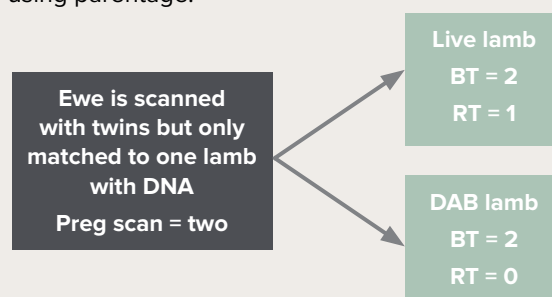 using parentage.
Ewe is scanned
with twins but only
matched to one lamb
with DNA
Preg scan = two
Live lamb
BT = 2
RT = 1
DAB lamb
BT = 2
RT = 0